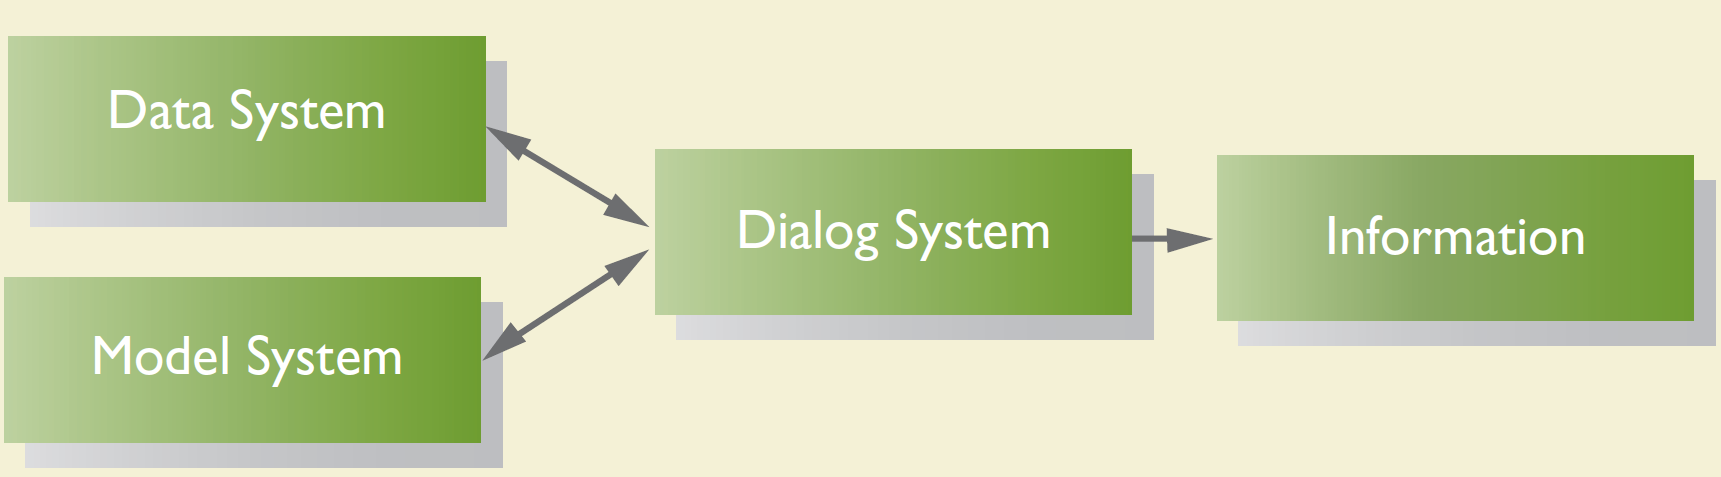 Data System
Model System
Dialog System
Information